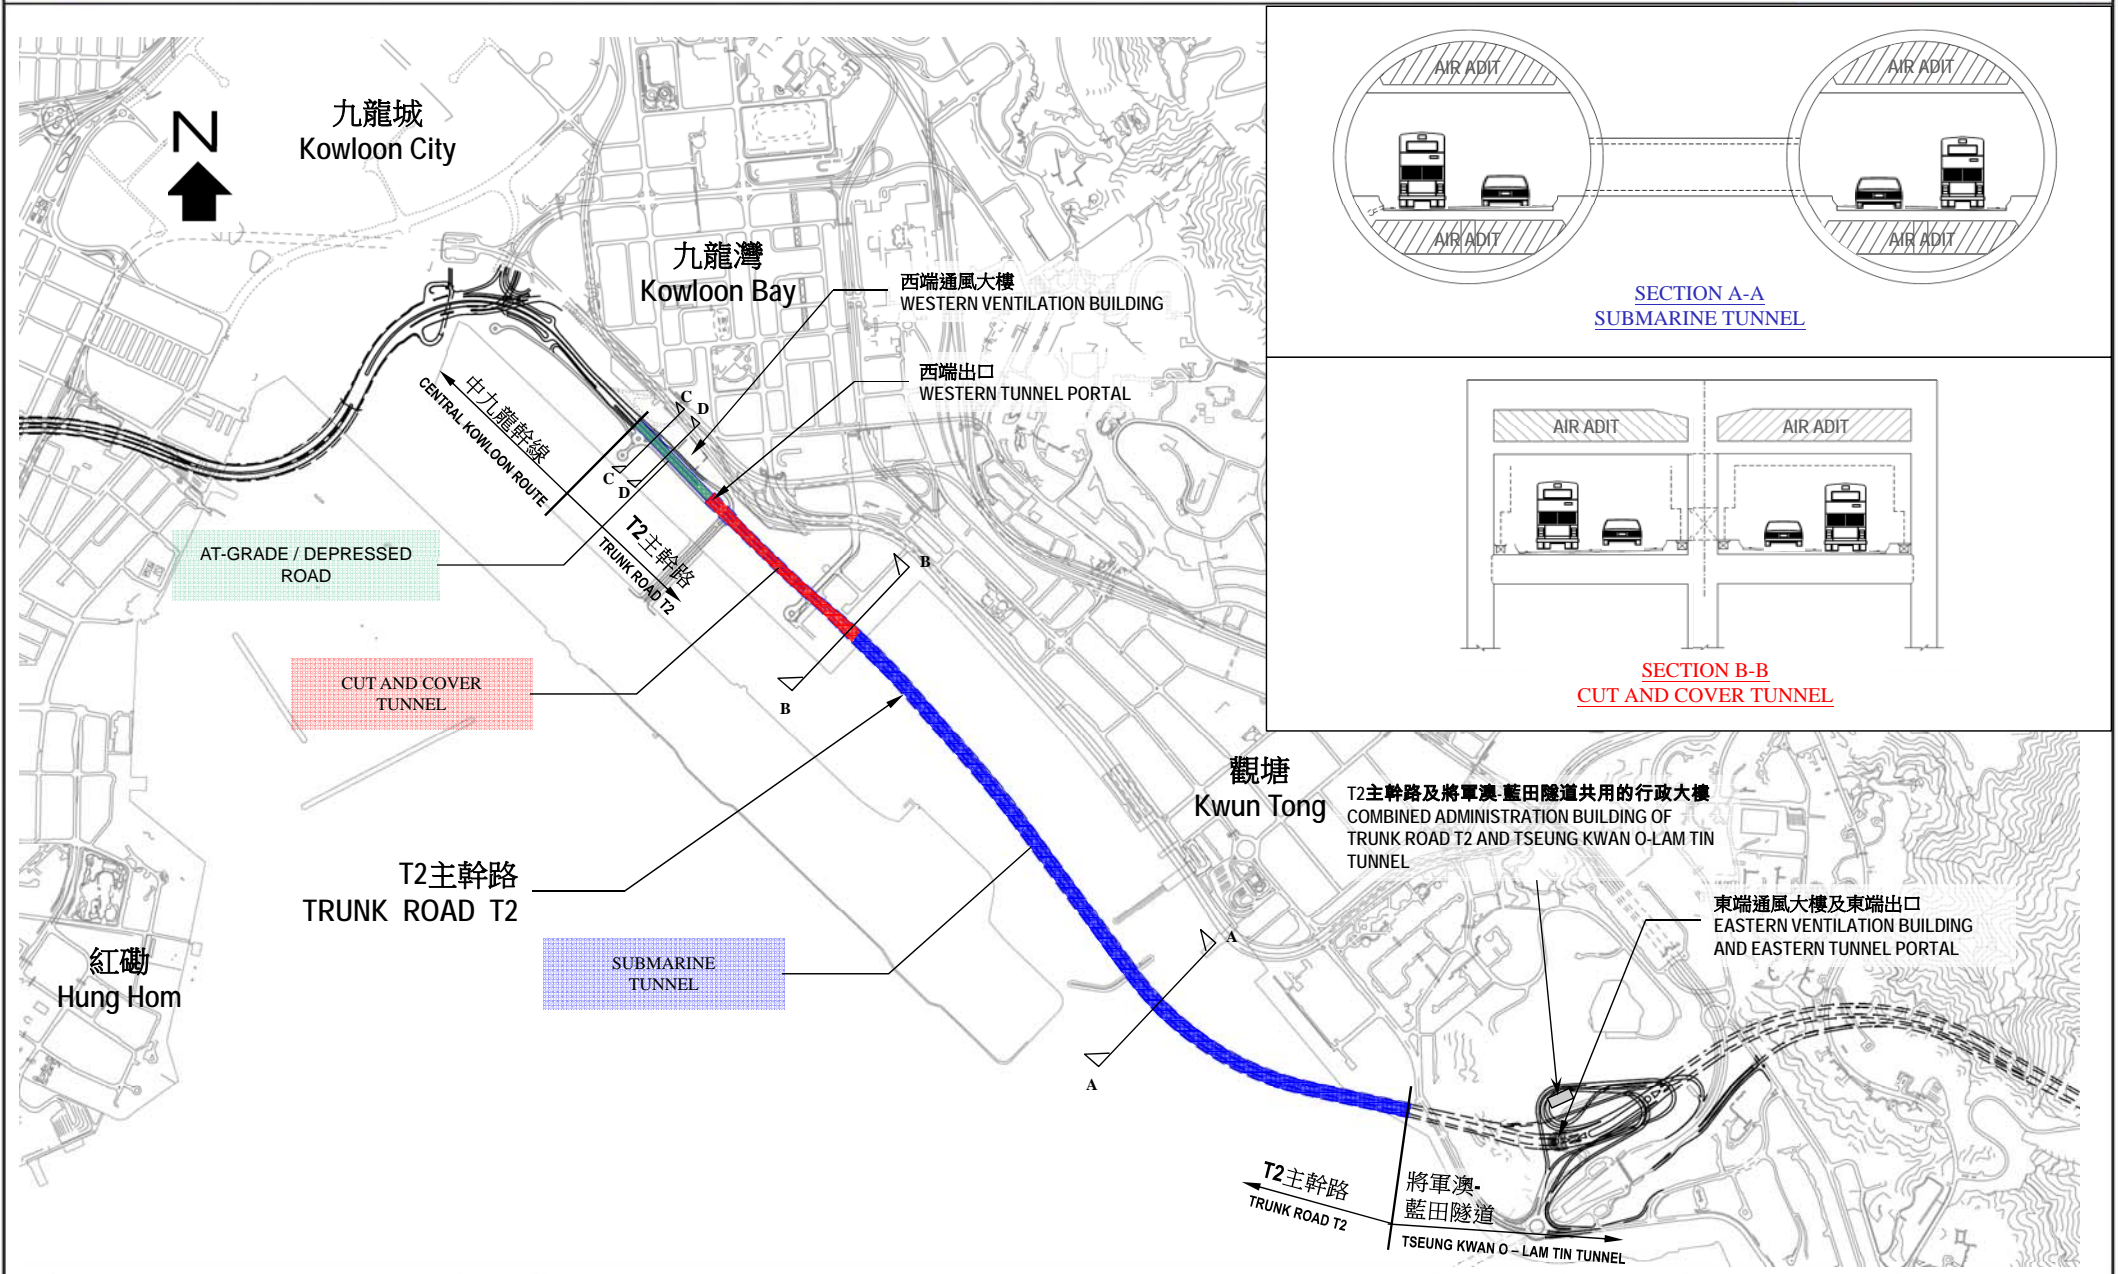 N
九龍城
Kowloon City
九龍灣
Kowloon Bay
西端通風大樓
WESTERN VENTILATION BUILDING
西端出口
WESTERN TUNNEL PORTAL
中九龍幹線
CENTRAL KOWLOON ROUTE
C
D
C
D
T2主幹路
TRUNK ROAD T2
AT-GRADE / DEPRESSED
ROAD
B
B
CUT AND COVER
TUNNEL
T2主幹路
TRUNK ROAD T2
SUBMARINE
TUNNEL
紅磡
Hung Hom
觀塘
Kwun Tong
A
A
T2主幹路及將軍澳-藍田隧道共用的行政大樓
COMBINED ADMINISTRATION BUILDING OF
TRUNK ROAD T2 AND TSEUNG KWAN O-LAM TIN
TUNNEL
東端通風大樓及東端出口
EASTERN VENTILATION BUILDING
AND EASTERN TUNNEL PORTAL
T2主幹路
TRUNK ROAD T2
將軍澳-
藍田隧道
TSEUNG KWAN O – LAM TIN TUNNEL
AIR ADIT
AIR ADIT
AIR ADIT
AIR ADIT
SECTION A-A
SUBMARINE TUNNEL
AIR ADIT
AIR ADIT
SECTION B-B
CUT AND COVER TUNNEL